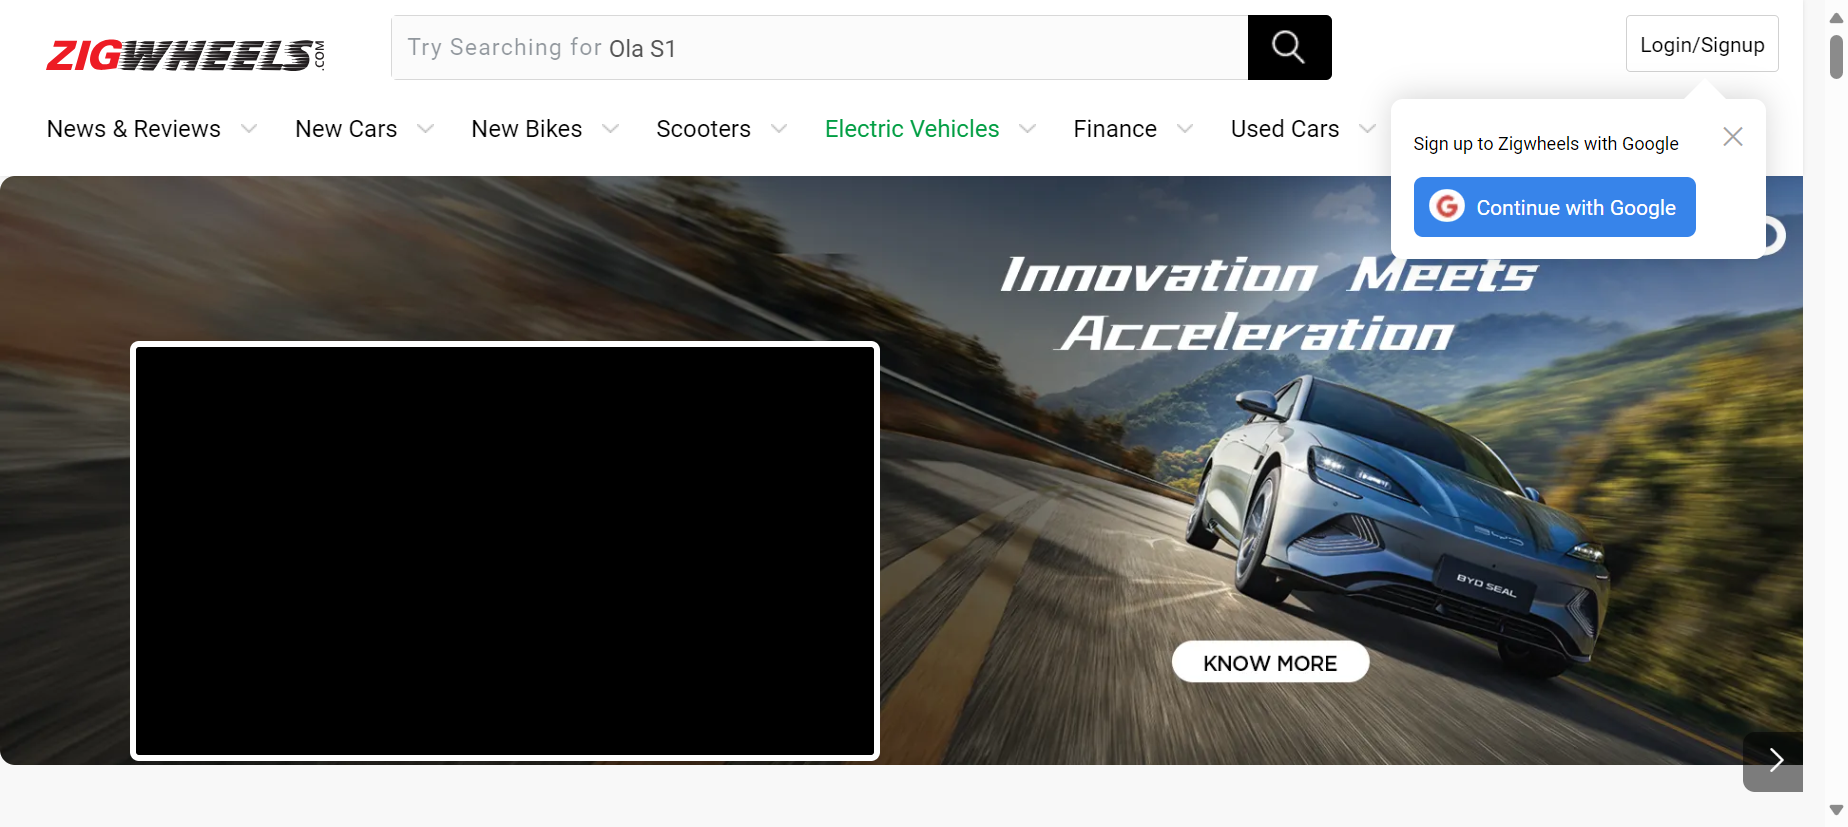 ZIGWHEELS.COM
Try Searching for Ola S1
Login/Signup
News & Reviews
New Cars
New Bikes
Scooters
Electric Vehicles
Finance
Used Cars
Sign up to Zigwheels with Google
G Continue with Google
Innovation Meets
Acceleration
BYD
BYD SEAL
KNOW MORE